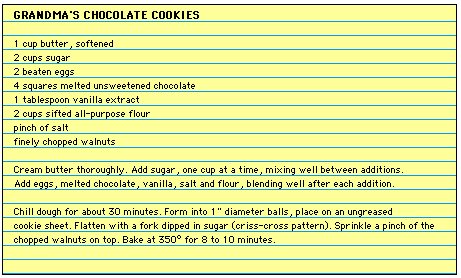 GRANDMA'S CHOCOLATE COOKIES
1 cup butter, softened
2 cups sugar
2 beaten eggs
4 squares melted unsweetened chocolate
1 tablespoon vanilla extract
2 cups sifted all-purpose flour
pinch of salt
finely chopped walnuts
Cream butter thoroughly. Add sugar, one cup at a time, mixing well between additions.
Add eggs, melted chocolate, vanilla, salt and flour, blending well after each addition.
Chill dough for about 30 minutes. Form into 1" diameter balls, place on an ungreased
cookie sheet. Flatten with a fork dipped in sugar (criss-cross pattern). Sprinkle a pinch of the
chopped walnuts on top. Bake at 350° for 8 to 10 minutes.